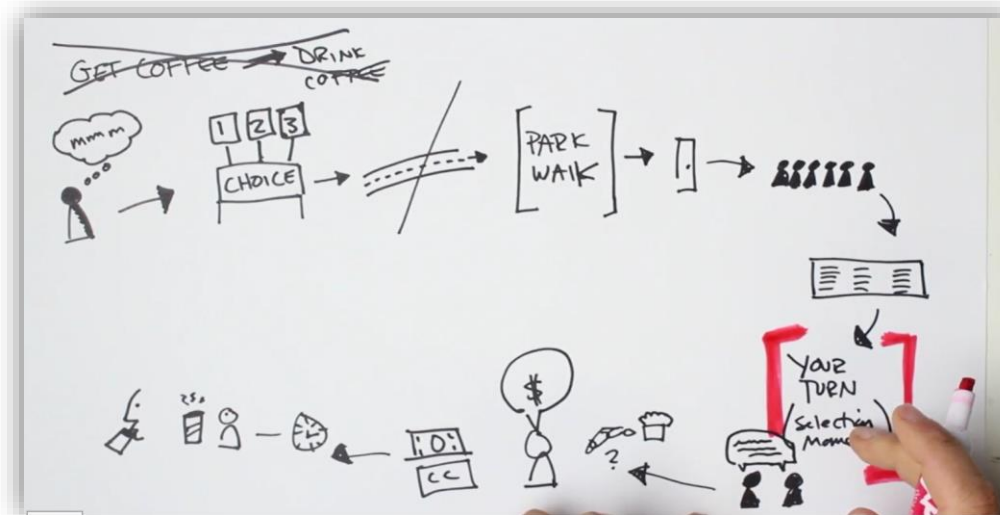 GET COFFEE → DRINK
COFFEE
mmm
1 2 3
CHOICE
PARK
WALK
YOUR
TURN
Selection
$
?
CC